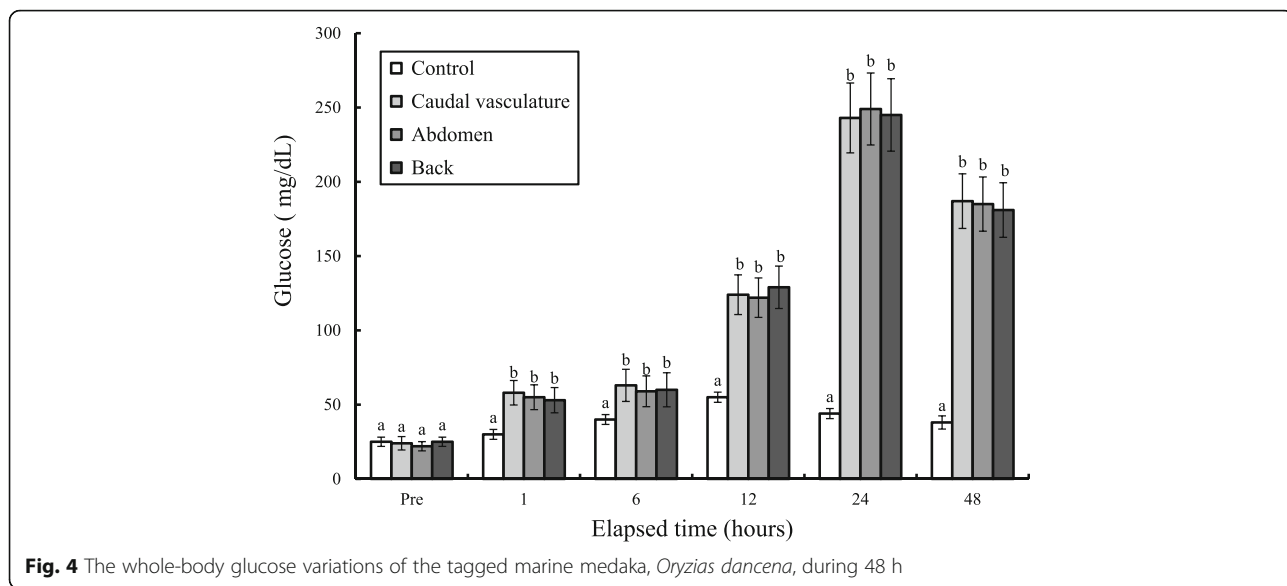 300
250
200
150
100
50
0
Glucose ( mg/dL)
Control
Caudal vasculature
Abdomen
Back
a a a a
a b b b
a b b b
a b b b
a b b b
a b b b
Pre 1 6 12 24 48
Elapsed time (hours)
Fig. 4 The whole-body glucose variations of the tagged marine medaka, Oryzias dancena, during 48 h